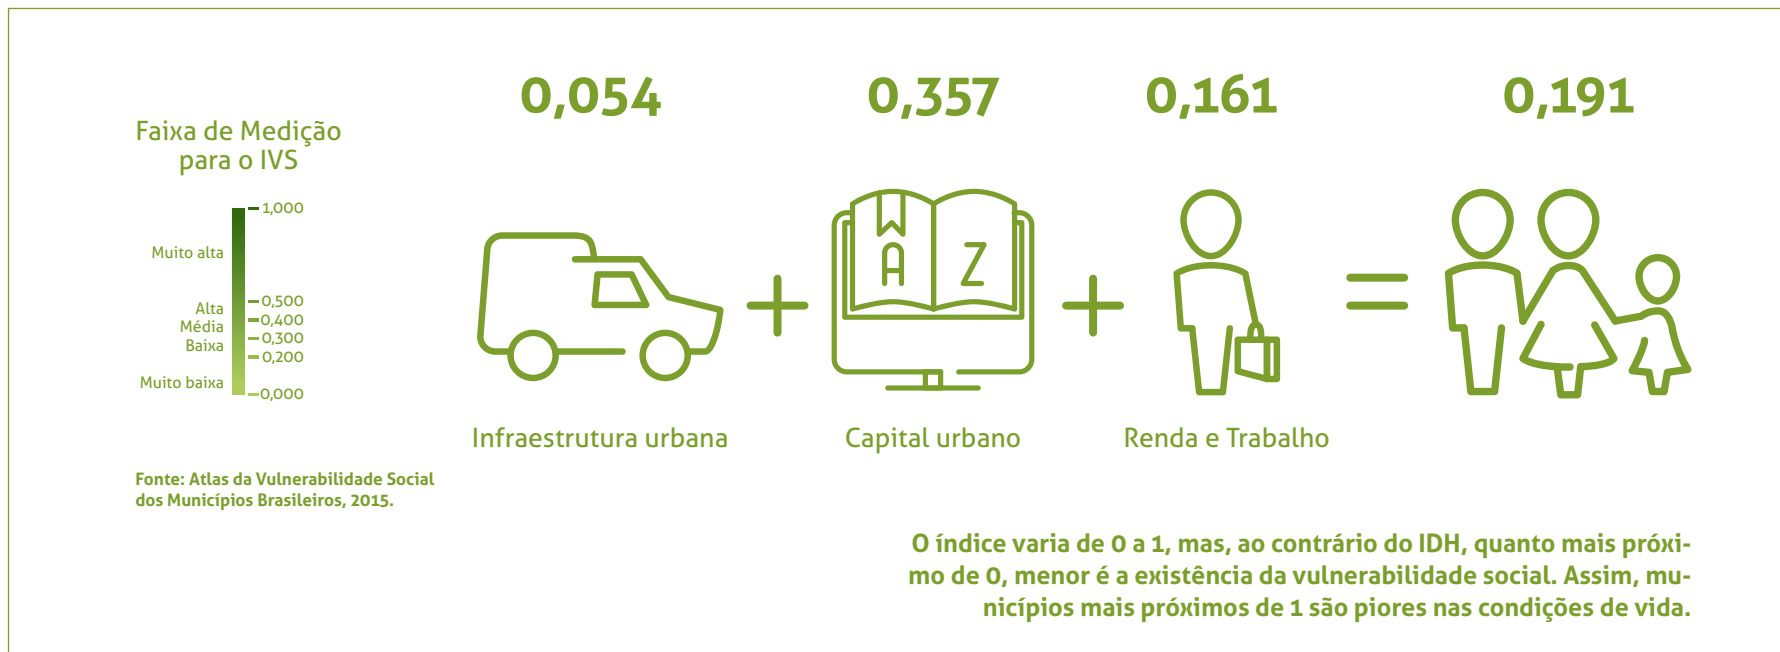 0,054
0,357
0,161
0,191
Faixa de Medição
para o IVS
1,000
Muito alta
0,500
Alta
0,400
Média
0,300
Baixa
0,200
Muito baixa
0,000
A
Z
Infraestrutura urbana
Capital urbano
Renda e Trabalho
Fonte: Atlas da Vulnerabilidade Social
dos Municípios Brasileiros, 2015.
O índice varia de 0 a 1, mas, ao contrário do IDH, quanto mais próxi-
mo de 0, menor é a existência da vulnerabilidade social. Assim, mu-
nicípios mais próximos de 1 são piores nas condições de vida.